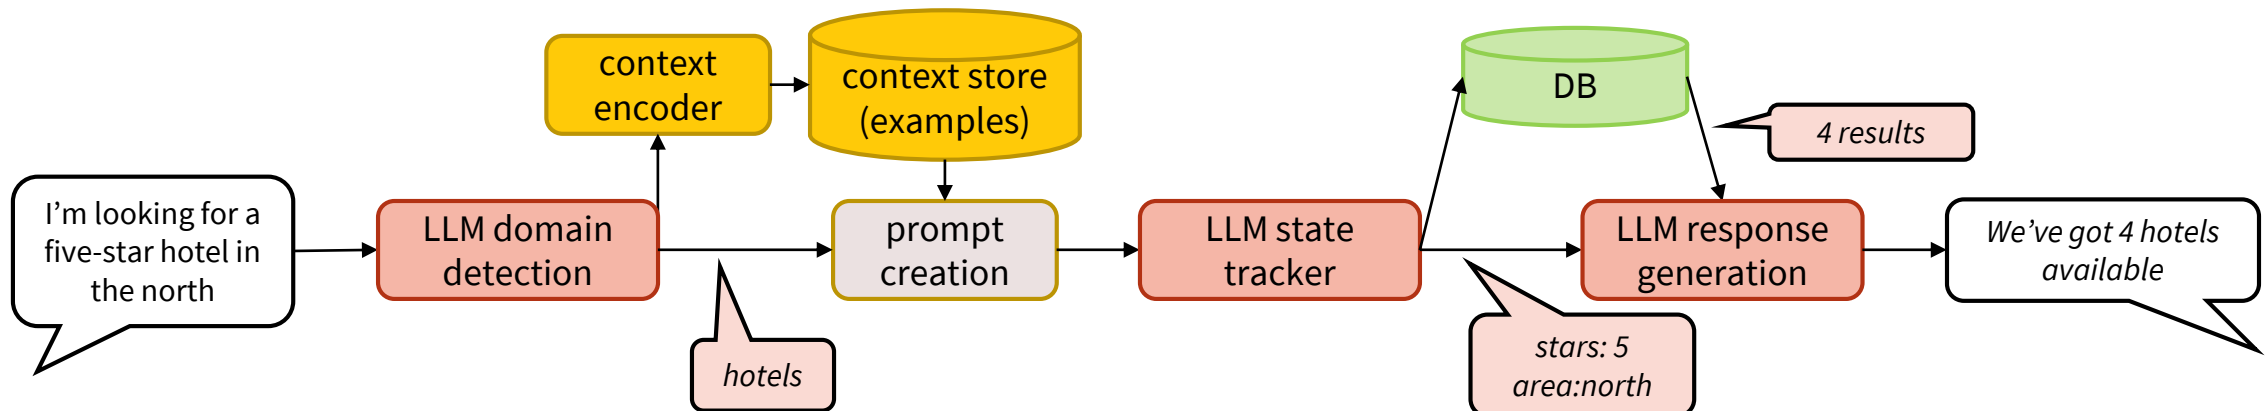 I'm looking for a
five-star hotel in
the north
LLM domain
detection
hotels
context
encoder
context store
(examples)
prompt
creation
LLM state
tracker
stars: 5
area:north
DB
4 results
LLM response
generation
We've got 4 hotels
available